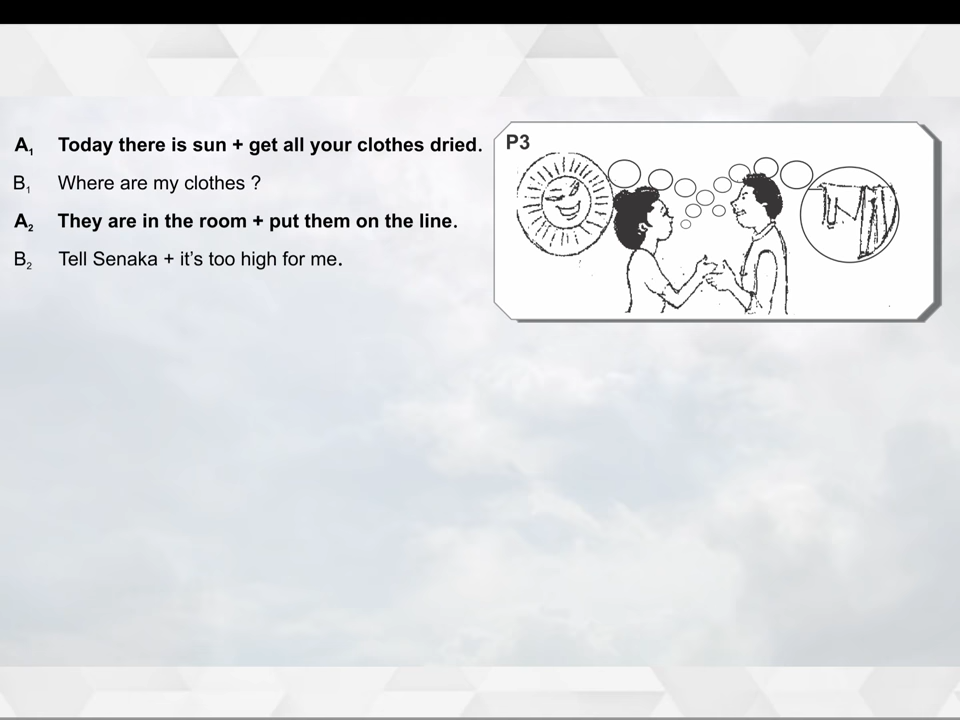 A1 Today there is sun + get all your clothes dried.
B1 Where are my clothes ?
A2 They are in the room + put them on the line.
B2 Tell Senaka + it's too high for me.
P3